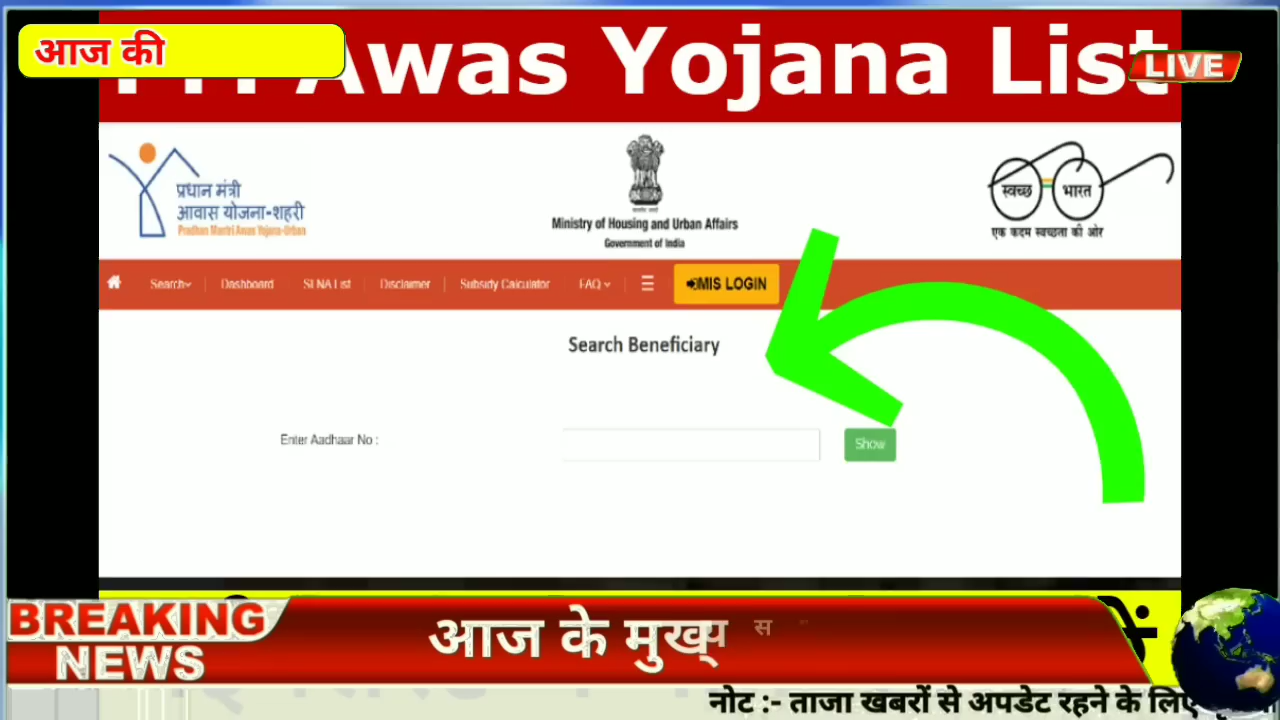 आज की
Awas Yojana List
LIVE
प्रधान मंत्री
आवास योजना-शहरी
Pradhan Mantri Awas Yojana-Urban
Ministry of Housing and Urban Affairs
Government of India
स्वच्छ भारत
एक कदम स्वच्छता की ओर
Search Dashboard SLNA List Disclaimer Subsidy Calculator FAQ MIS LOGIN
Search Beneficiary
Enter Aadhaar No :
Show
BREAKING
NEWS
आज के मुख्य स
नोट :- ताजा खबरों से अपडेट रहने के लिए